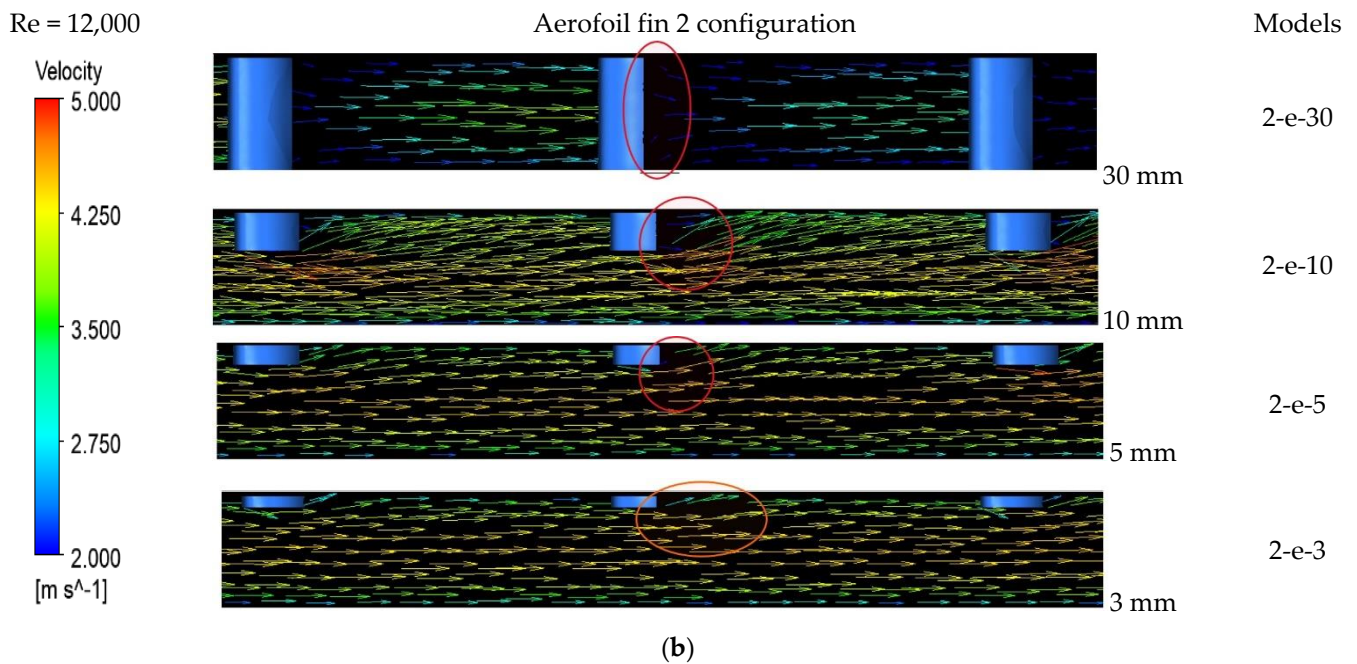 Re = 12,000 Aerofoil fin 2 configuration Models
Velocity
5.000
4.250
3.500
2.750
2.000
[m s^-1]
2-e-30
30 mm
2-e-10
10 mm
2-e-5
5 mm
2-e-3
3 mm
(b)